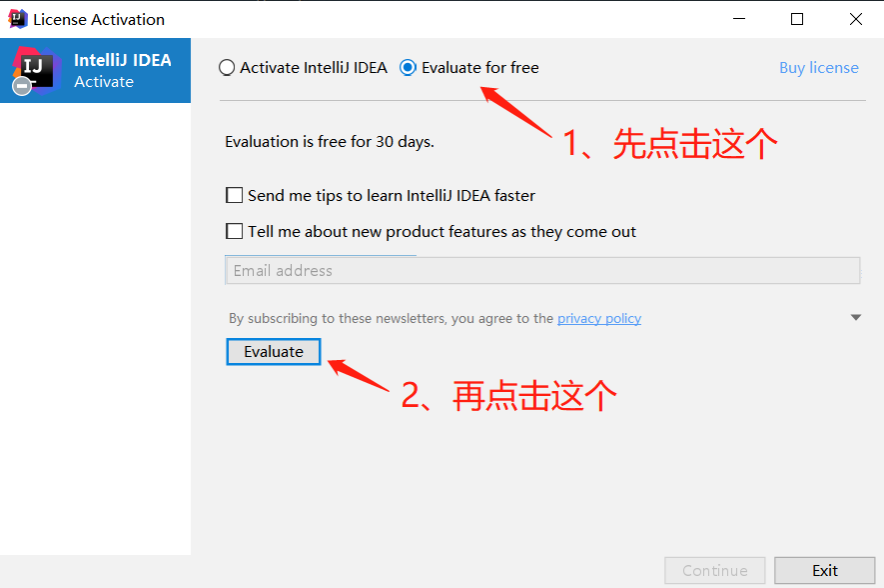 License Activation
IJ
IntelliJ IDEA
Activate
Activate IntelliJ IDEA Evaluate for free Buy license
1、先点击这个
Evaluation is free for 30 days.
Send me tips to learn IntelliJ IDEA faster
Tell me about new product features as they come out
Email address
By subscribing to these newsletters, you agree to the privacy policy
Evaluate
2、再点击这个
Continue Exit